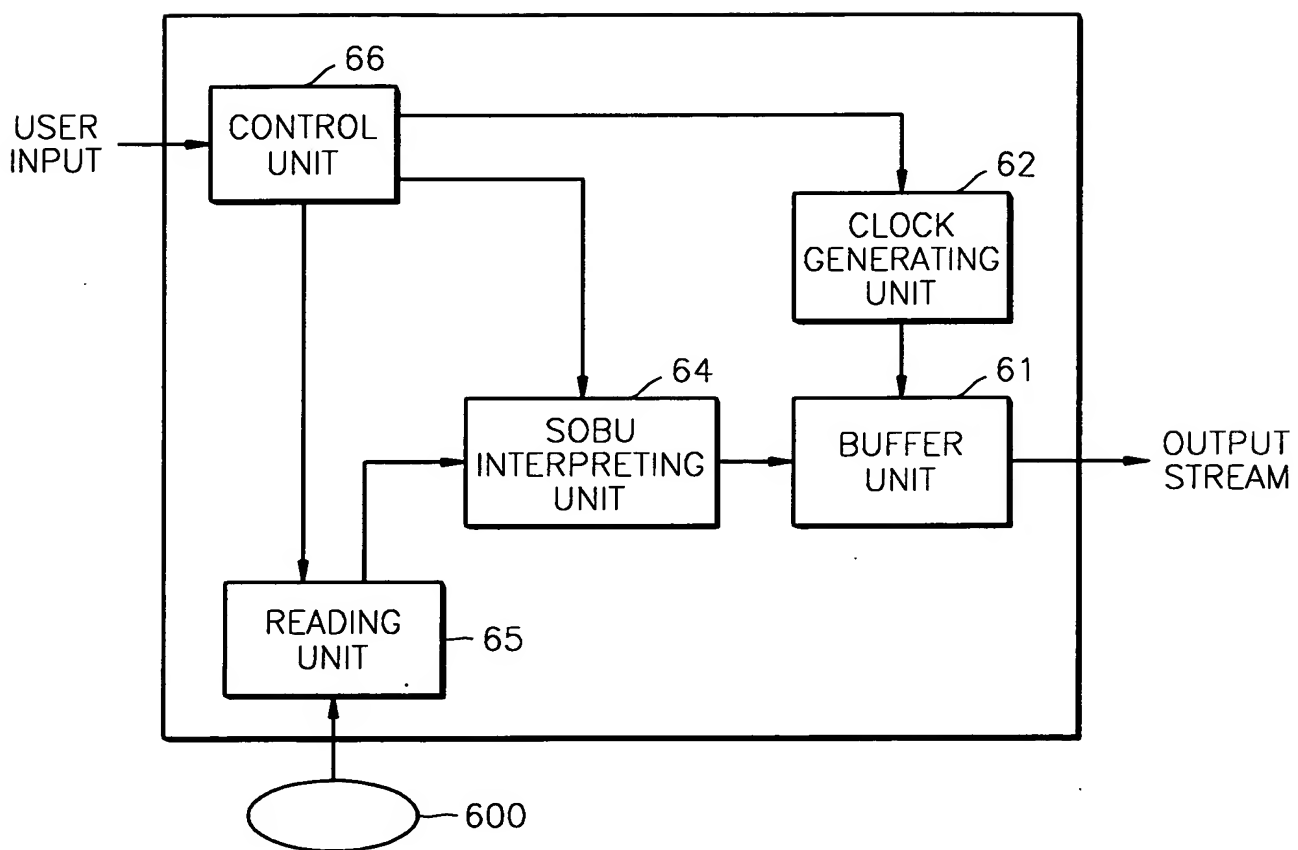 66
USER
INPUT
CONTROL
UNIT
62
CLOCK
GENERATING
UNIT
64
61
SOBU
INTERPRETING
UNIT
BUFFER
UNIT
OUTPUT
STREAM
READING
UNIT
65
600